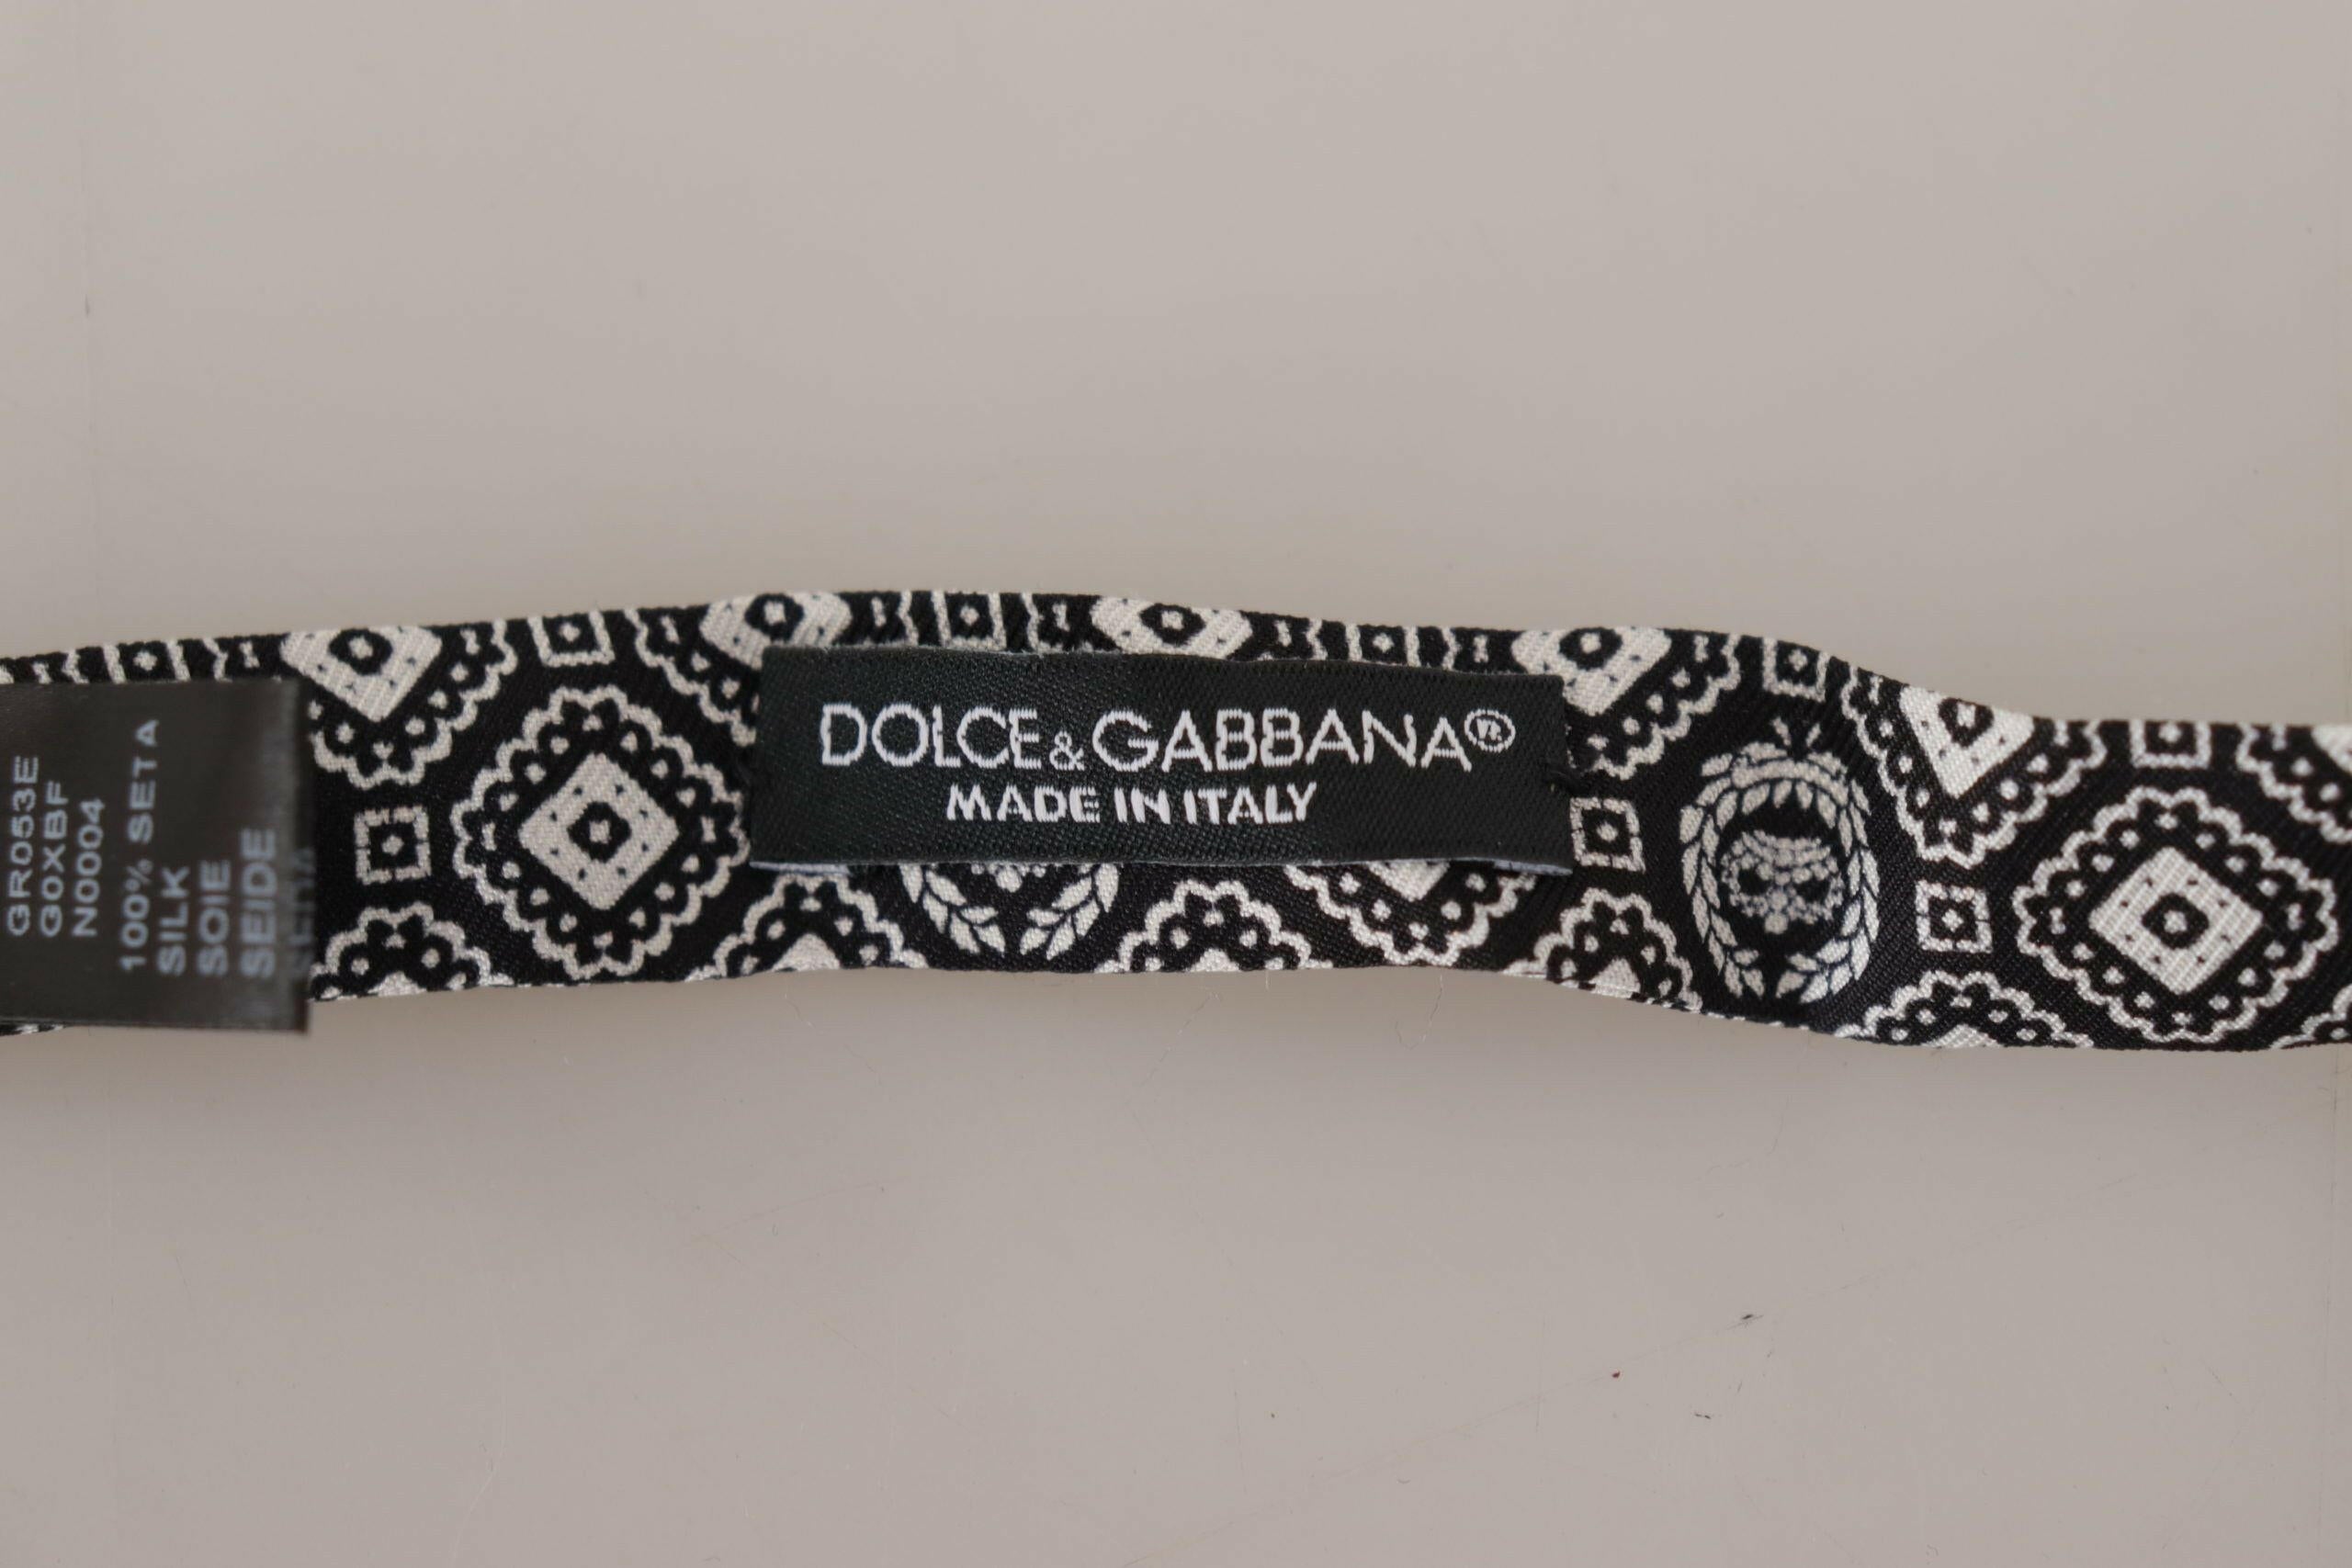 GR053E
G0XBF
N0004
100% SETA
SILK
SOIE
SEIDE
DOLCE & GABBANA®
MADE IN ITALY